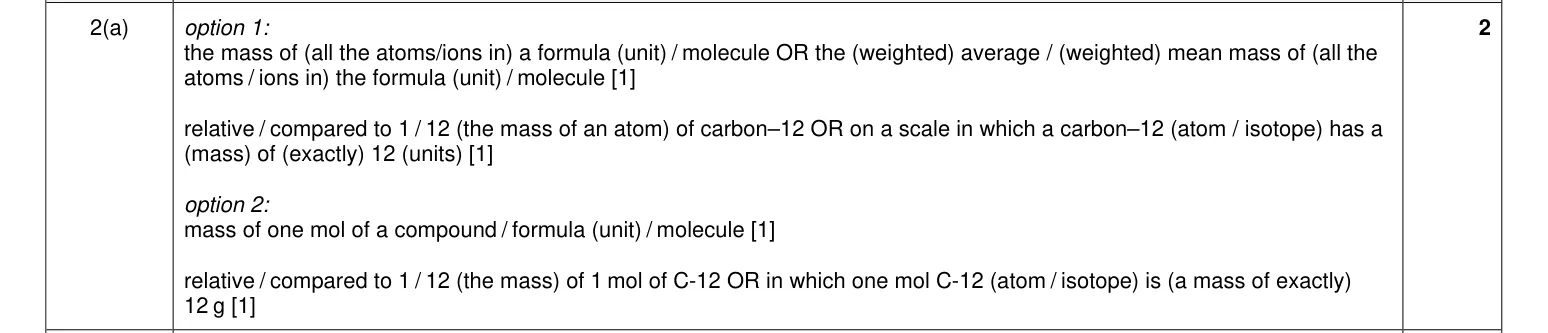 2(a)
option 1:
the mass of (all the atoms/ions in) a formula (unit) / molecule OR the (weighted) average / (weighted) mean mass of (all the
atoms / ions in) the formula (unit) / molecule [1]
relative / compared to 1 / 12 (the mass of an atom) of carbon–12 OR on a scale in which a carbon–12 (atom / isotope) has a
(mass) of (exactly) 12 (units) [1]
option 2:
mass of one mol of a compound / formula (unit) / molecule [1]
relative / compared to 1 / 12 (the mass) of 1 mol of C-12 OR in which one mol C-12 (atom / isotope) is (a mass of exactly)
12 g [1]
2